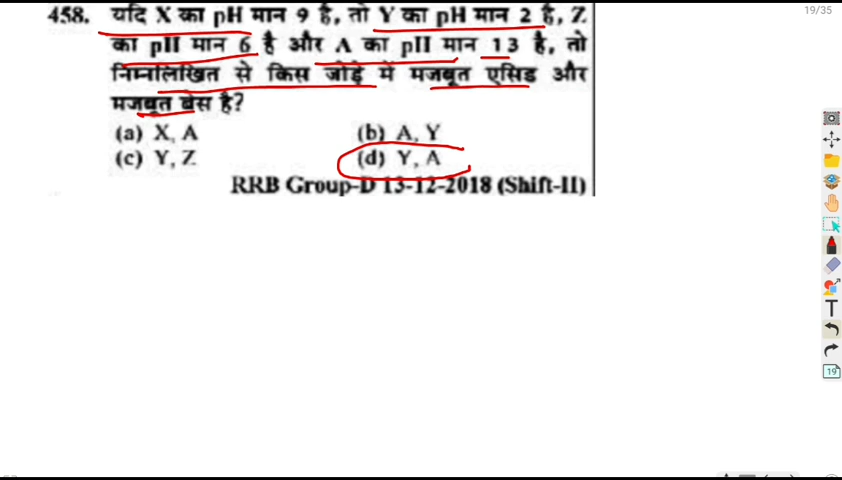 19/35
458. यदि X का pH मान 9 है, तो Y का pH मान 2 है, Z
का pH मान 6 है और A का pH मान 13 है, तो
निम्नलिखित से किस जोड़े में मजबूत एसिड और
मजबूत बेस है?
(a) X, A (b) A, Y
(c) Y, Z (d) Y, A
RRB Group-D 13-12-2018 (Shift-II)
T
19